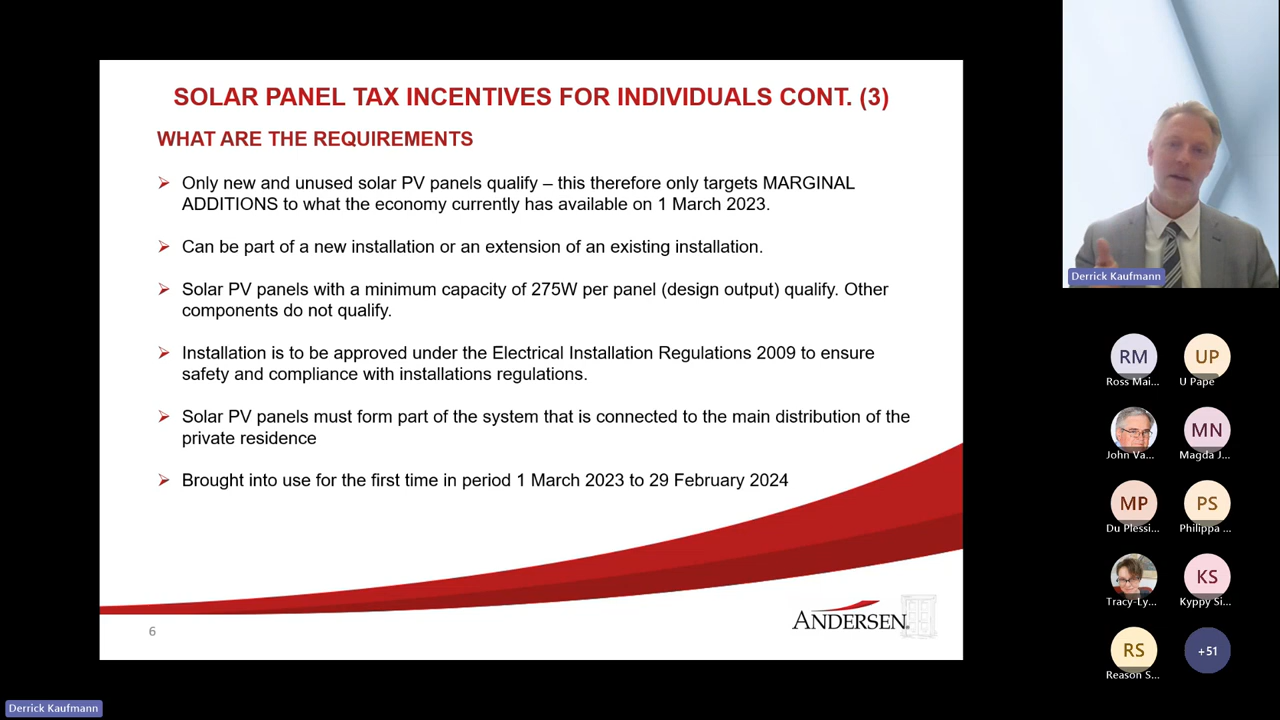 SOLAR PANEL TAX INCENTIVES FOR INDIVIDUALS CONT. (3)
WHAT ARE THE REQUIREMENTS
Only new and unused solar PV panels qualify – this therefore only targets MARGINAL
ADDITIONS to what the economy currently has available on 1 March 2023.
Can be part of a new installation or an extension of an existing installation.
Solar PV panels with a minimum capacity of 275W per panel (design output) qualify. Other
components do not qualify.
Installation is to be approved under the Electrical Installation Regulations 2009 to ensure
safety and compliance with installations regulations.
Solar PV panels must form part of the system that is connected to the main distribution of the
private residence
Brought into use for the first time in period 1 March 2023 to 29 February 2024
6
ANDERSEN
Derrick Kaufmann
RM
Ross Mai...
UP
U Pape
John Va...
MN
Magda J...
MP
Du Plessi...
PS
Philippa ...
Tracy-Ly...
KS
Kyppy Si...
RS
Reason S...
+51
Derrick Kaufmann